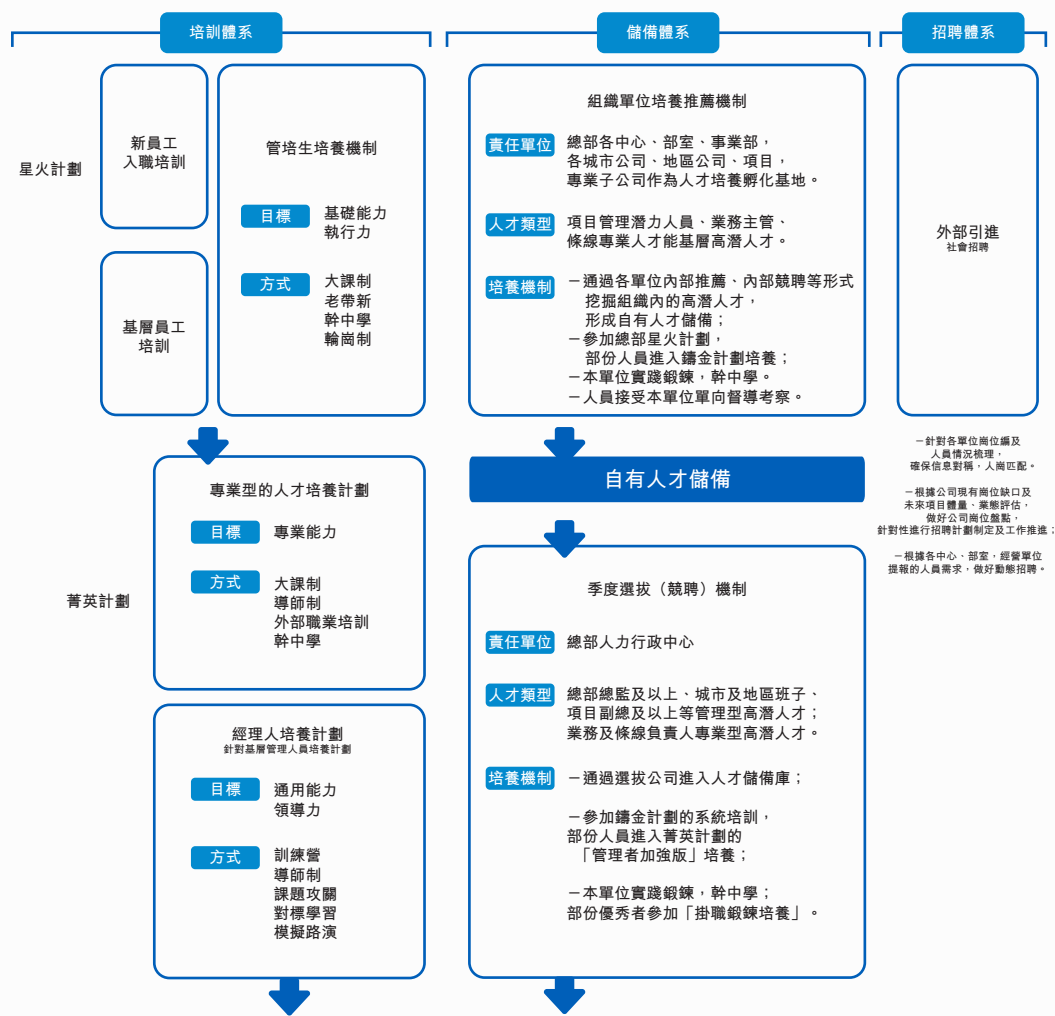 培訓體系
儲備體系
招聘體系
星火計劃
新員工
入職培訓
基層員工
培訓
管培生培養機制
目標
基礎能力
執行力
方式
大課制
老帶新
幹中學
輪崗制
組織單位培養推薦機制
責任單位
總部各中心、部室、事業部，
各城市公司、地區公司、項目，
專業子公司作為人才培養孵化基地。
人才類型
項目管理潛力人員、業務主管、
條線專業人才能基層高潛人才。
培養機制
－通過各單位內部推薦、內部競聘等形式
挖掘組織內的高潛人才，
形成自有人才儲備；
－參加總部星火計劃，
部份人員進入鑄金計劃培養；
－本單位實踐鍛鍊，幹中學。
－人員接受本單位單向督導考察。
外部引進
社會招聘
－針對各單位崗位編及
人員情況梳理，
確保信息對稱，人崗匹配。
－根據公司現有崗位缺口及
未來項目體量、業態評估，
做好公司崗位盤點，
針對性進行招聘計劃制定及工作推進；
－根據各中心、部室，經營單位
提報的人員需求，做好動態招聘。
菁英計劃
專業型的人才培養計劃
目標
專業能力
方式
大課制
導師制
外部職業培訓
幹中學
經理人培養計劃
針對基層管理人員培養計劃
目標
通用能力
領導力
方式
訓練營
導師制
課題攻關
對標學習
模擬路演
自有人才儲備
季度選拔（競聘）機制
責任單位
總部人力行政中心
人才類型
總部總監及以上、城市及地區班子、
項目副總及以上等管理型高潛人才；
業務及條線負責人專業型高潛人才。
培養機制
－通過選拔公司進入人才儲備庫；
－參加鑄金計劃的系統培訓，
部份人員進入菁英計劃的
「管理者加強版」培養；
－本單位實踐鍛鍊，幹中學；
部份優秀者參加「掛職鍛鍊培養」。